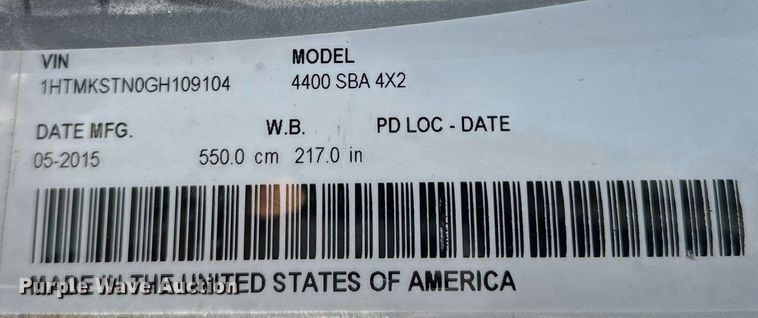 VIN MODEL
1HTMKSTN0GH109104 4400 SBA 4X2
DATE MFG. W.B. PD LOC - DATE
05-2015 550.0 cm 217.0 in
MADE IN THE UNITED STATES OF AMERICA
Purple Wave Auction